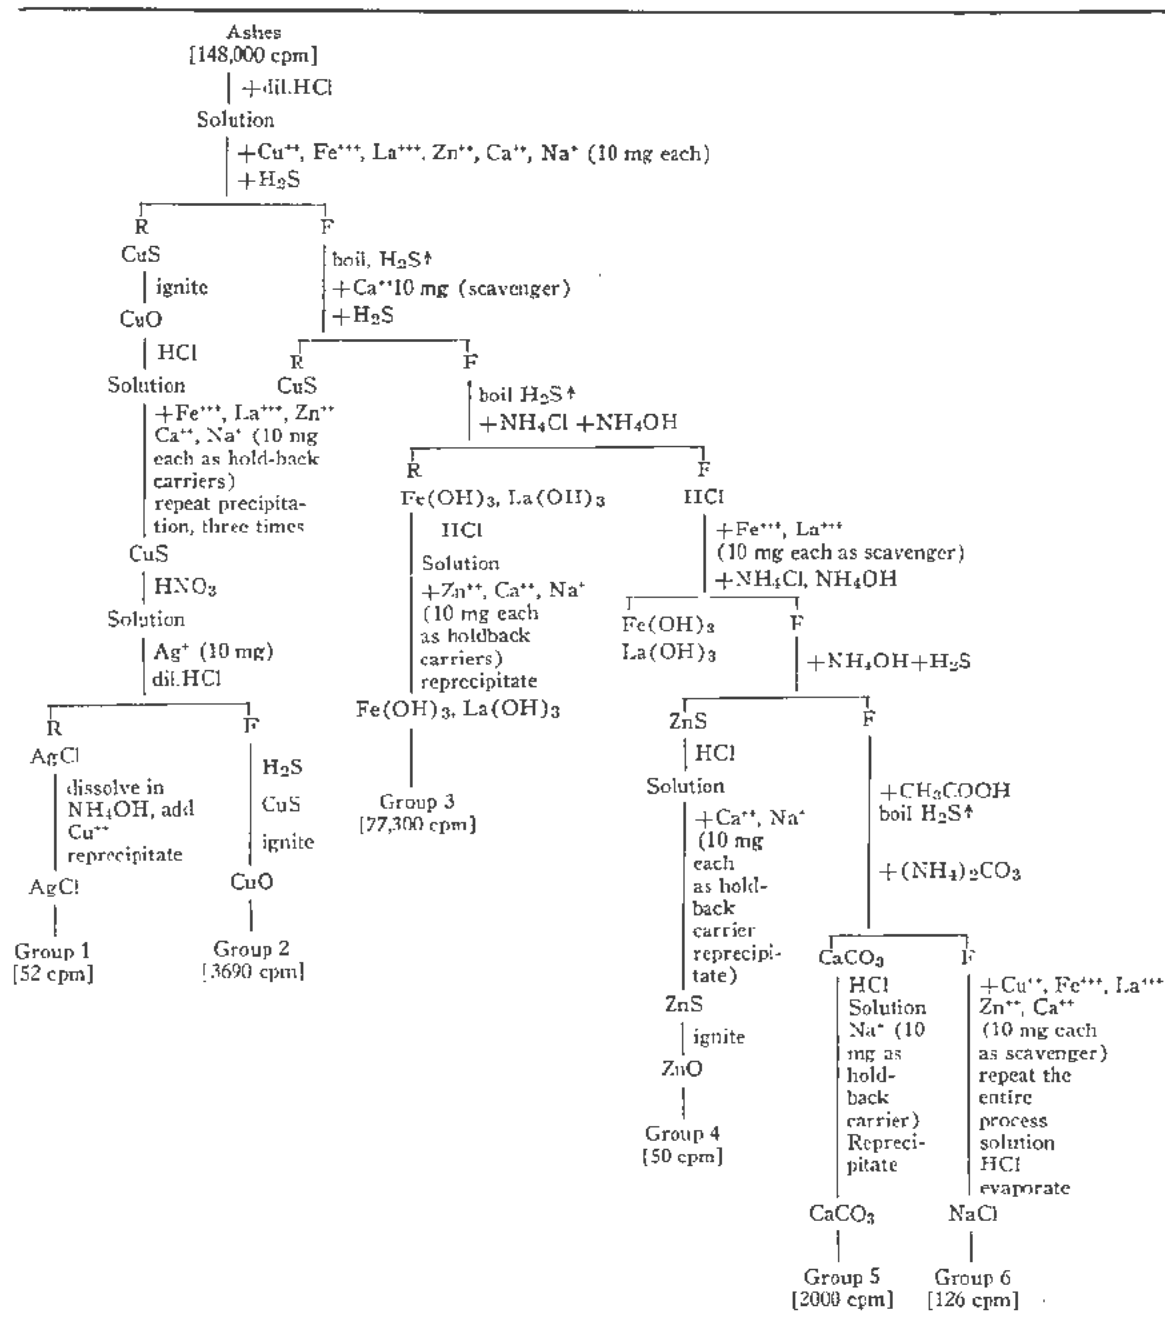 Ashes
[148,000 cpm]
+dil.HCl
Solution
+Cu⁺⁺, Fe⁺⁺⁺, La⁺⁺⁺, Zn⁺⁺, Ca⁺⁺, Na⁺ (10 mg each)
+H₂S
R
F
CuS
ignite
CuO
HCl
Solution
+Fe⁺⁺⁺, La⁺⁺⁺, Zn⁺⁺
Ca⁺⁺, Na⁺ (10 mg
each as hold-back
carriers)
repeat precipita-
tion, three times
CuS
HNO₃
Solution
Ag⁺ (10 mg)
dil.HCl
R
F
AgCl
dissolve in
NH₄OH, add
Cu⁺⁺
reprecipitate
AgCl
Group 1
[52 cpm]
H₂S
CuS
ignite
CuO
Group 2
[3690 cpm]
boil, H₂S↑
+Ca⁺⁺10 mg (scavenger)
+H₂S
R
F
CuS
boil H₂S↑
+NH₄Cl +NH₄OH
R
F
Fe(OH)₃, La(OH)₃
HCl
Solution
+Zn⁺⁺, Ca⁺⁺, Na⁺
(10 mg each
as holdback
carriers)
reprecipitate
Fe(OH)₃, La(OH)₃
Group 3
[77,300 cpm]
HCl
+Fe⁺⁺⁺, La⁺⁺⁺
(10 mg each as scavenger)
+NH₄Cl, NH₄OH
Fe(OH)₃
La(OH)₃
F
+NH₄OH+H₂S
ZnS
F
HCl
Solution
+Ca⁺⁺, Na⁺
(10 mg
each
as hold-
back
carrier
reprecipi-
tate)
ZnS
ignite
ZnO
Group 4
[50 cpm]
+CH₃COOH
boil H₂S↑
+(NH₄)₂CO₃
CaCO₃
F
HCl
Solution
Na⁺ (10
mg as
hold-
back
carrier)
Repreci-
pitate
CaCO₃
Group 5
[2000 cpm]
+Cu⁺⁺, Fe⁺⁺⁺, La⁺⁺⁺
Zn⁺⁺, Ca⁺⁺
(10 mg each
as scavenger)
repeat the
entire
process
solution
HCl
evaporate
NaCl
Group 6
[126 cpm]